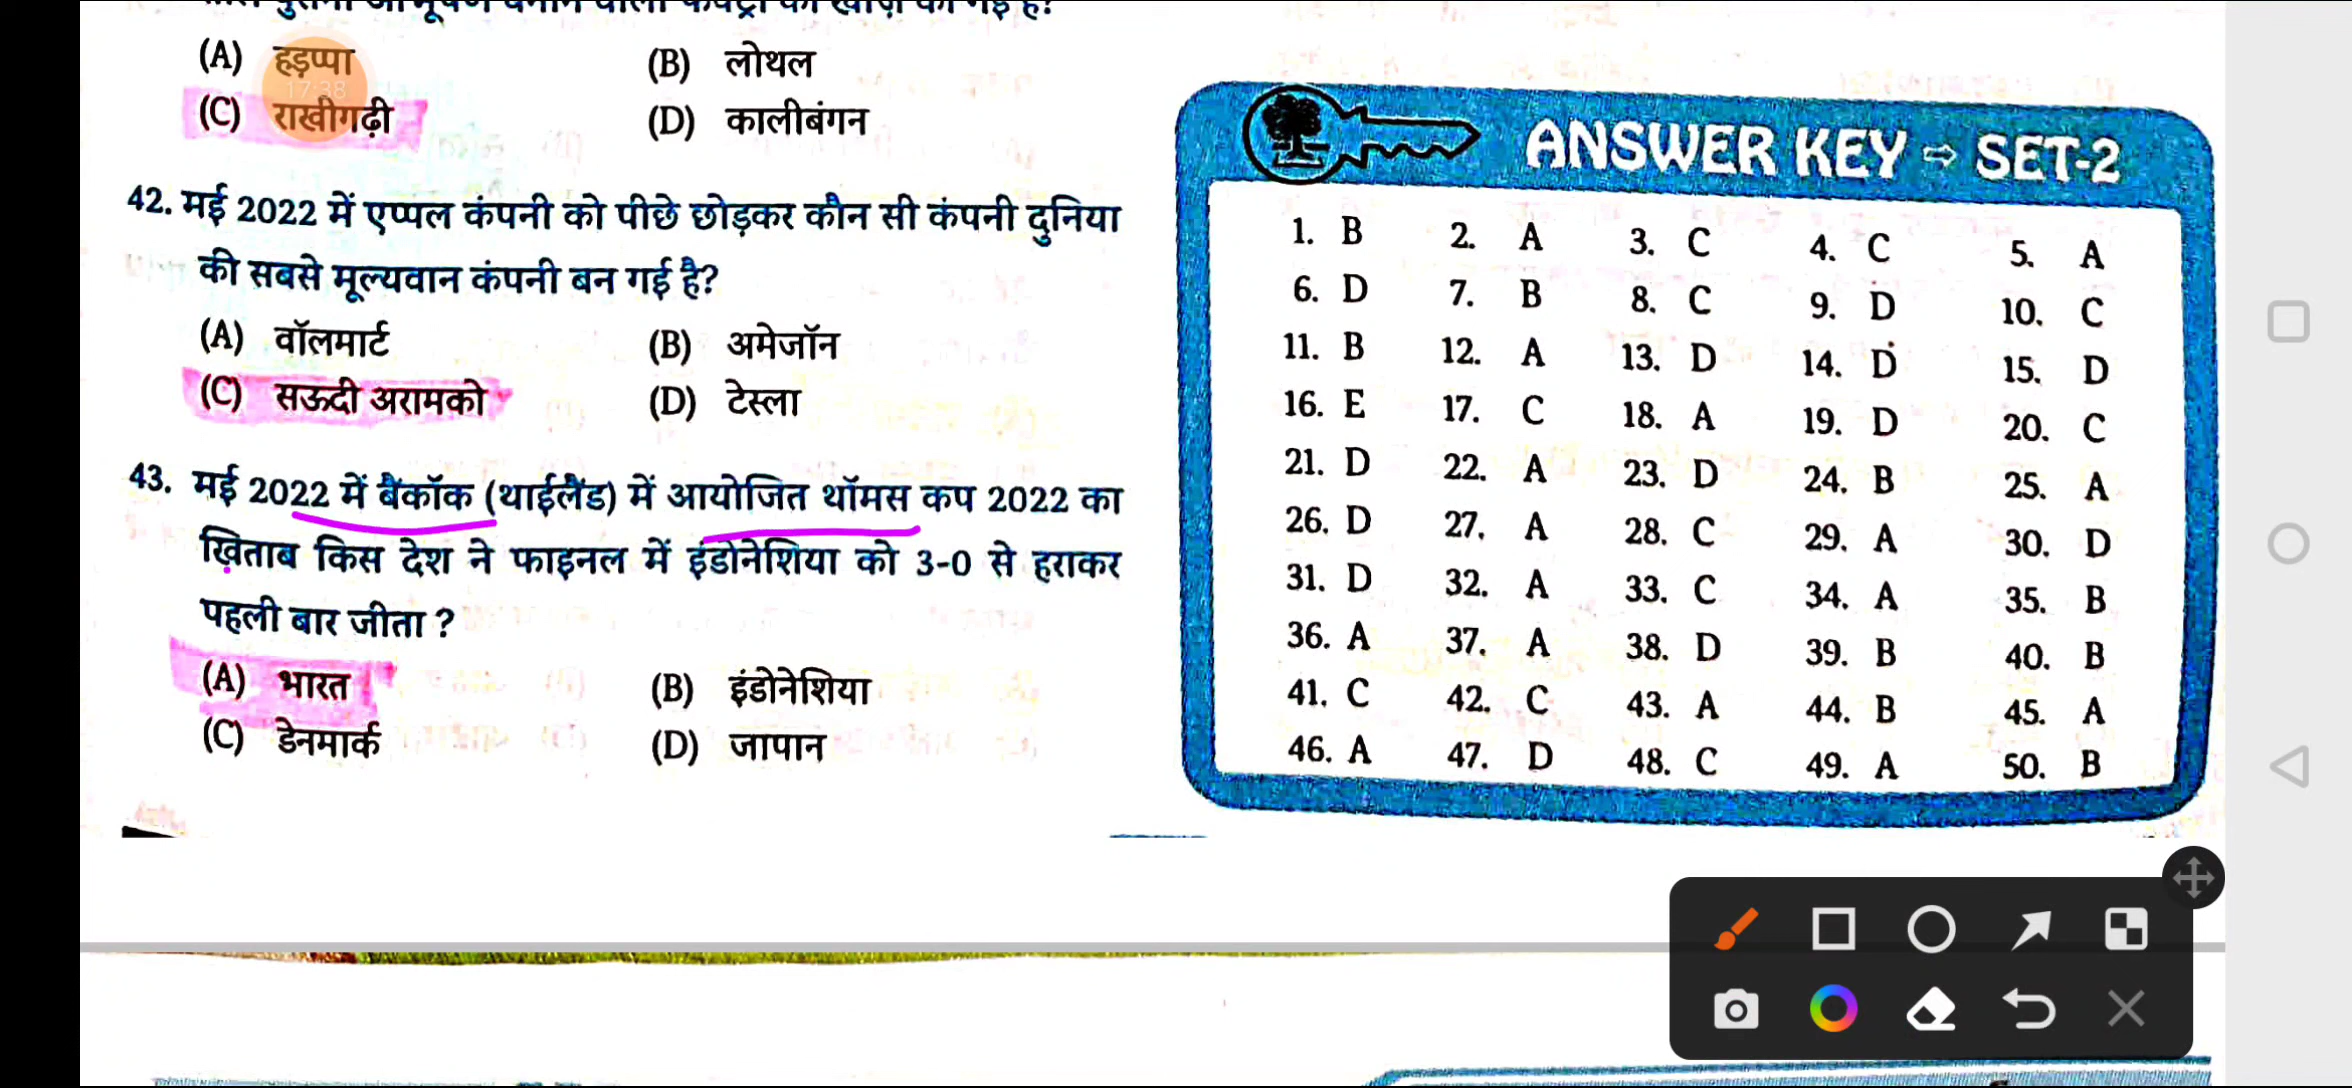 (A) हड़प्पा
(B) लोथल
17:38
(C) राखीगढ़ी
(D) कालीबंगन
42. मई 2022 में एप्पल कंपनी को पीछे छोड़कर कौन सी कंपनी दुनिया
की सबसे मूल्यवान कंपनी बन गई है?
(A) वॉलमार्ट
(B) अमेजॉन
(C) सऊदी अरामको
(D) टेस्ला
43. मई 2022 में बैंकॉक (थाईलैंड) में आयोजित थॉमस कप 2022 का
ख़िताब किस देश ने फाइनल में इंडोनेशिया को 3-0 से हराकर
पहली बार जीता ?
(A) भारत
(B) इंडोनेशिया
(C) डेनमार्क
(D) जापान
ANSWER KEY ⇨ SET-2
1. B 2. A 3. C 4. C 5. A
6. D 7. B 8. C 9. D 10. C
11. B 12. A 13. D 14. D 15. D
16. E 17. C 18. A 19. D 20. C
21. D 22. A 23. D 24. B 25. A
26. D 27. A 28. C 29. A 30. D
31. D 32. A 33. C 34. A 35. B
36. A 37. A 38. D 39. B 40. B
41. C 42. C 43. A 44. B 45. A
46. A 47. D 48. C 49. A 50. B